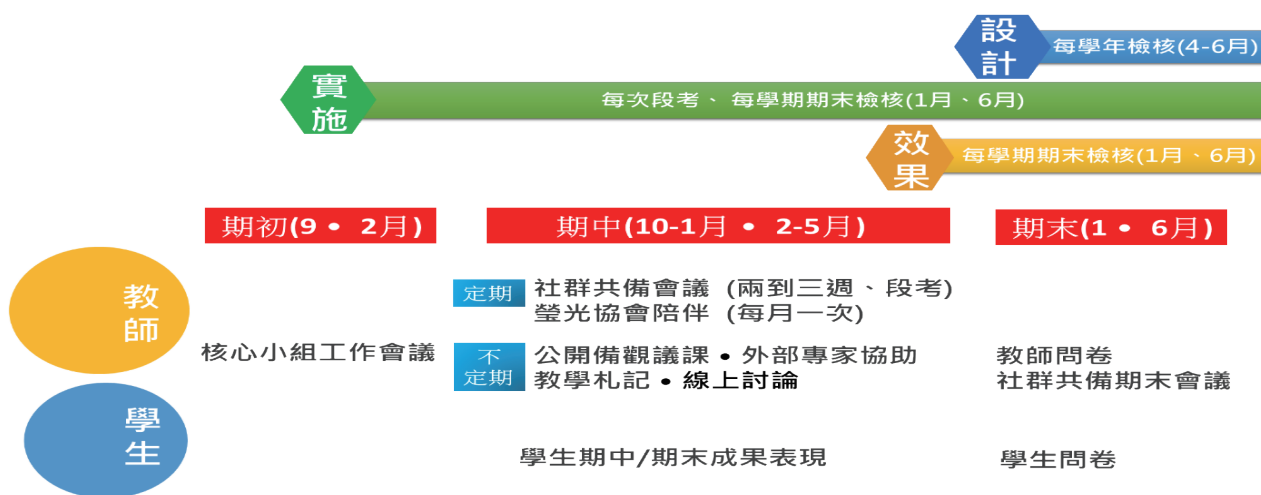 設計
每學年檢核(4-6月)
實施
每次段考、每學期期末檢核(1月、6月)
效果
每學期期末檢核(1月、6月)
期初(9 • 2月)
期中(10-1月 • 2-5月)
期末(1 • 6月)
教師
定期
社群共備會議 (兩到三週、段考)
瑩光協會陪伴 (每月一次)
核心小組工作會議
不定期
公開備觀議課 • 外部專家協助
教學札記 • 線上討論
教師問卷
社群共備期末會議
學生
學生期中/期末成果表現
學生問卷